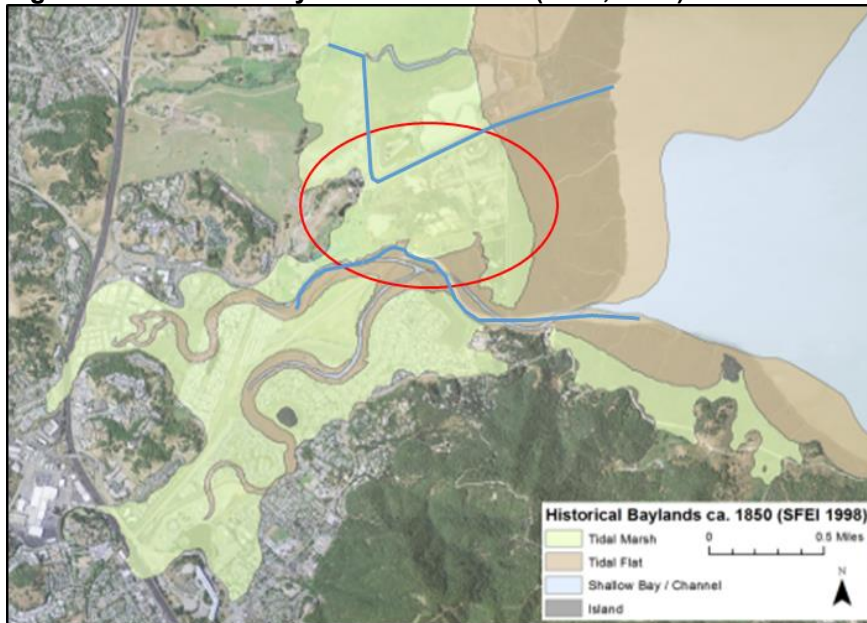 Historical Baylands ca. 1850 (SFEI 1998)
Tidal Marsh
Tidal Flat
Shallow Bay / Channel
Island
0 0.5 Miles
N